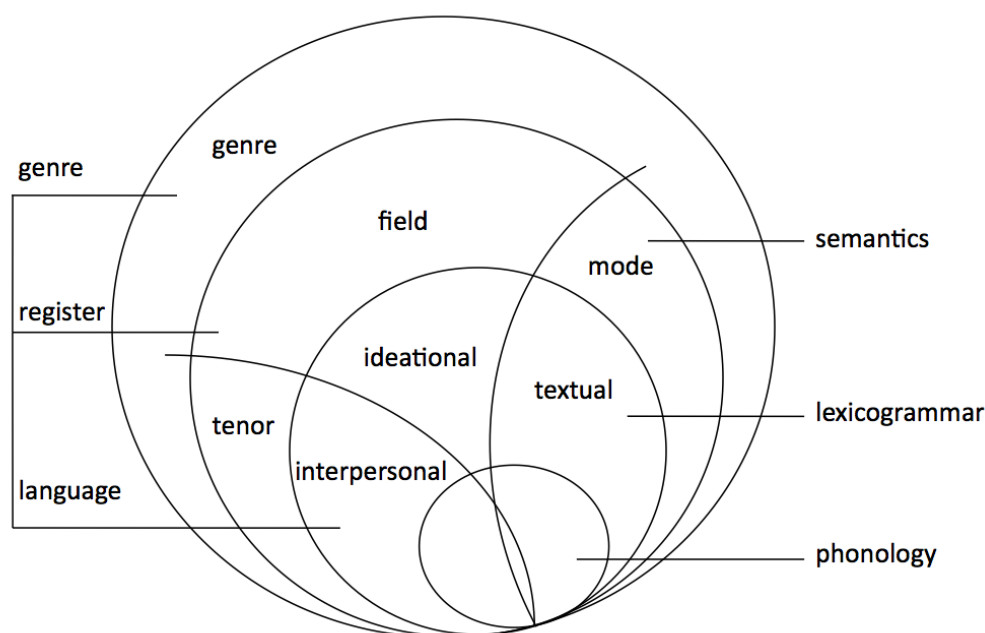 genre
genre
field
semantics
mode
register
ideational
textual
lexicogrammar
tenor
interpersonal
language
phonology